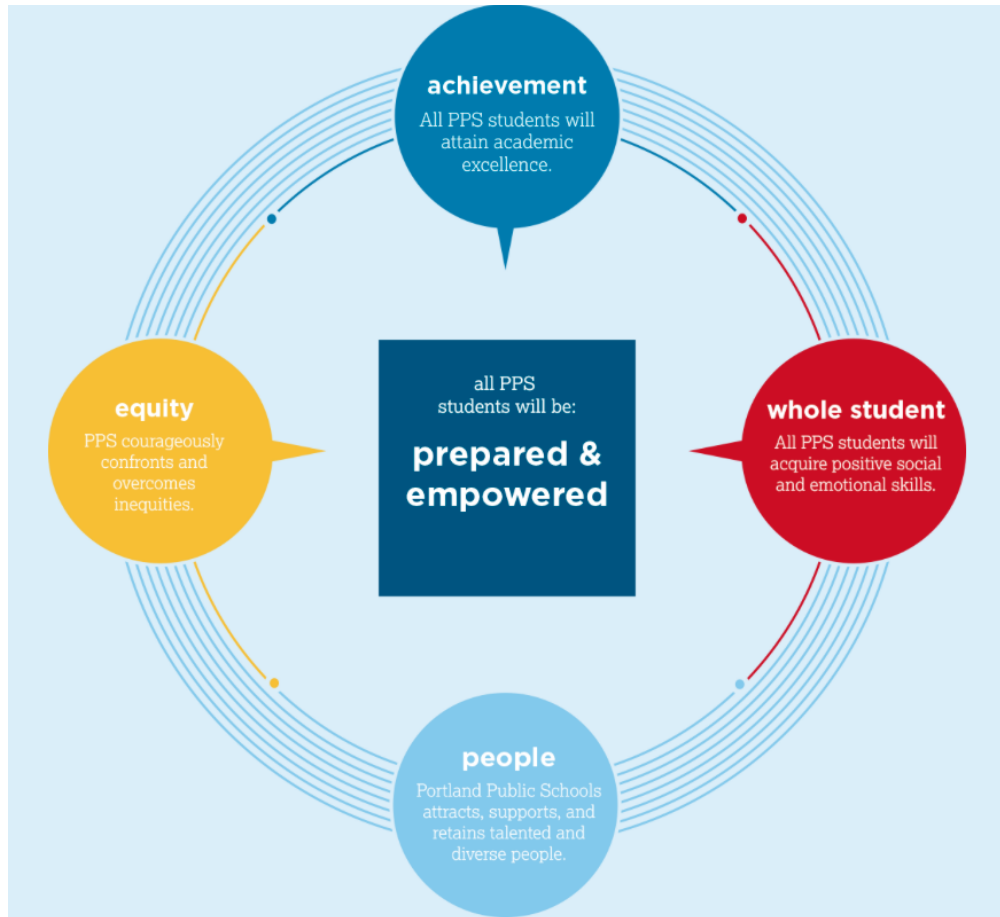 achievement
All PPS students will
attain academic
excellence.
equity
PPS courageously
confronts and
overcomes
inequities.
all PPS
students will be:
prepared &
empowered
whole student
All PPS students will
acquire positive social
and emotional skills.
people
Portland Public Schools
attracts, supports, and
retains talented and
diverse people.